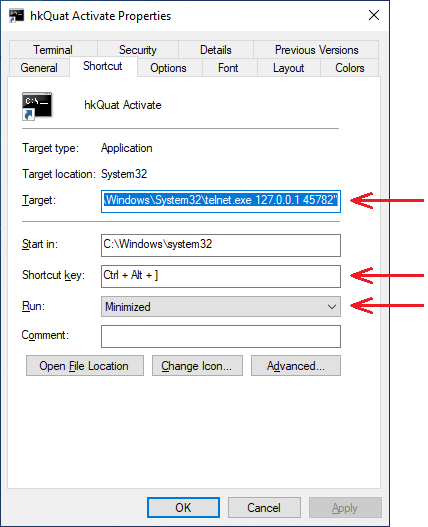 hkQuat Activate Properties
Terminal Security Details Previous Versions
General Shortcut Options Font Layout Colors
C:\
hkQuat Activate
Target type: Application
Target location: System32
Target: \Windows\System32\telnet.exe 127.0.0.1 45782"
Start in: C:\Windows\system32
Shortcut key: Ctrl + Alt + ]
Run: Minimized
Comment:
Open File Location Change Icon... Advanced...
OK Cancel Apply